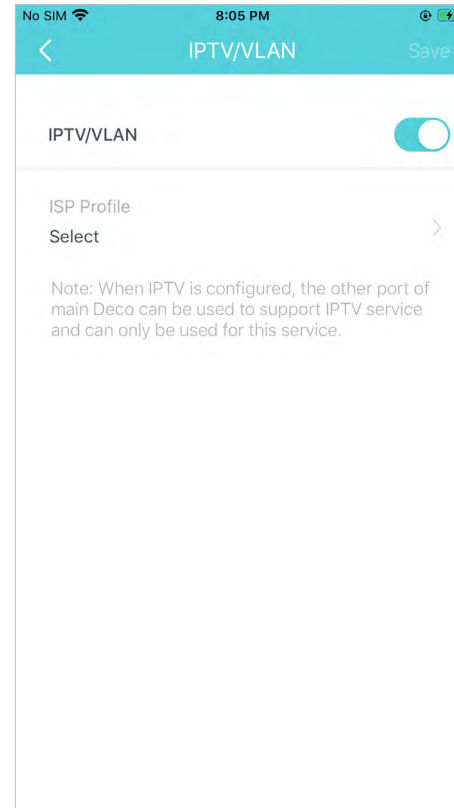 No SIM 8:05 PM
IPTV/VLAN Save
IPTV/VLAN
ISP Profile
Select
Note: When IPTV is configured, the other port of
main Deco can be used to support IPTV service
and can only be used for this service.